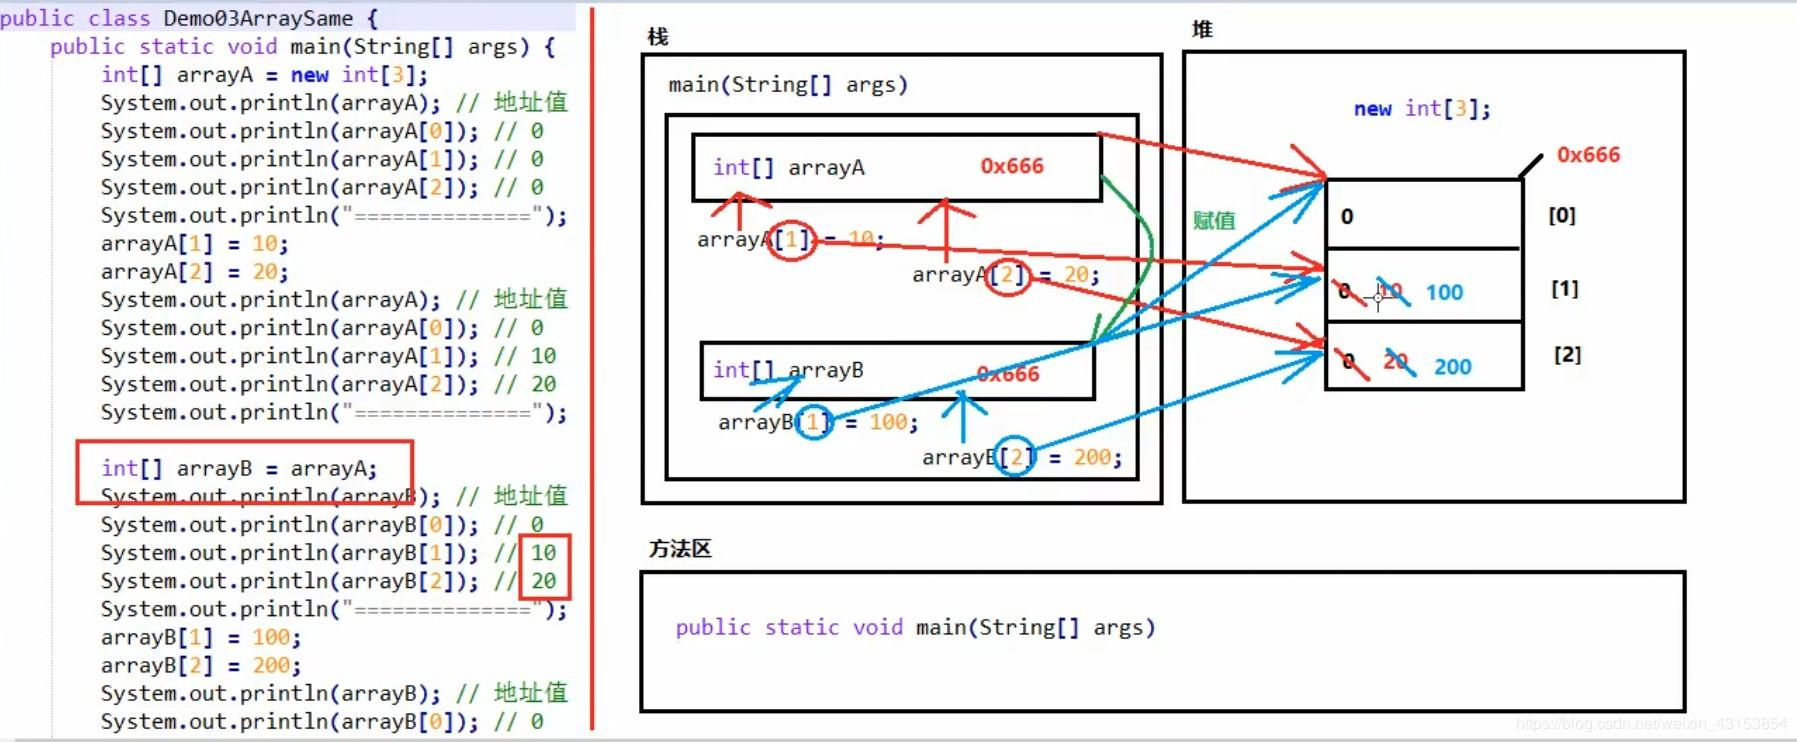 public class Demo03ArraySame {
public static void main(String[] args) {
int[] arrayA = new int[3];
System.out.println(arrayA); // 地址值
System.out.println(arrayA[0]); // 0
System.out.println(arrayA[1]); // 0
System.out.println(arrayA[2]); // 0
System.out.println("==============");
arrayA[1] = 10;
arrayA[2] = 20;
System.out.println(arrayA); // 地址值
System.out.println(arrayA[0]); // 0
System.out.println(arrayA[1]); // 10
System.out.println(arrayA[2]); // 20
System.out.println("==============");
int[] arrayB = arrayA;
System.out.println(arrayB); // 地址值
System.out.println(arrayB[0]); // 0
System.out.println(arrayB[1]); // 10
System.out.println(arrayB[2]); // 20
System.out.println("==============");
arrayB[1] = 100;
arrayB[2] = 200;
System.out.println(arrayB); // 地址值
System.out.println(arrayB[0]); // 0
栈
main(String[] args)
int[] arrayA 0x666
arrayA[1] = 10;
arrayA[2] = 20;
int[] arrayB 0x666
arrayB[1] = 100;
arrayB[2] = 200;
赋值
堆
new int[3];
0x666
0 [0]
0 10 100 [1]
0 20 200 [2]
方法区
public static void main(String[] args)
https://blog.csdn.net/weixin_43153854